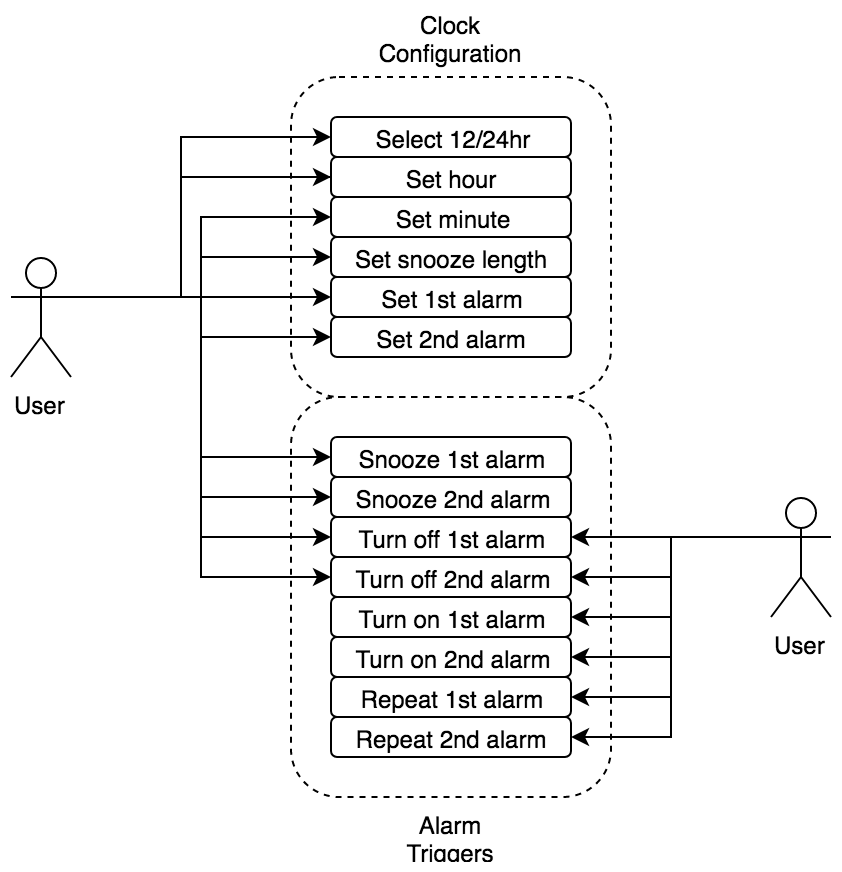 Clock
Configuration
Select 12/24hr
Set hour
Set minute
Set snooze length
Set 1st alarm
Set 2nd alarm
User
Snooze 1st alarm
Snooze 2nd alarm
Turn off 1st alarm
Turn off 2nd alarm
Turn on 1st alarm
Turn on 2nd alarm
User
Repeat 1st alarm
Repeat 2nd alarm
Alarm
Triggers